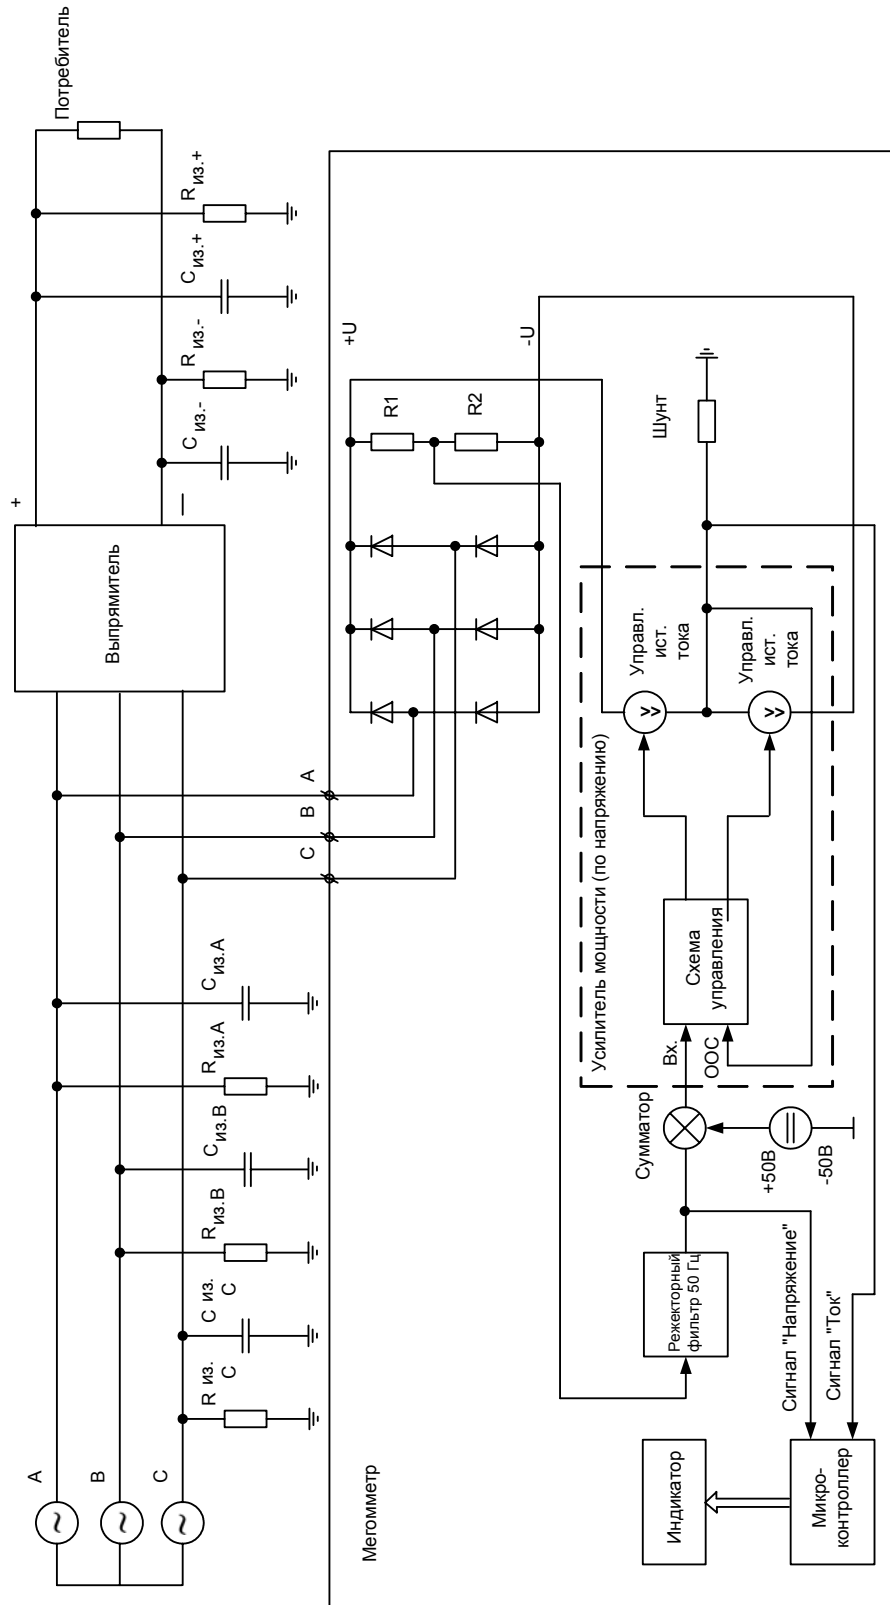 A
B
C
R из.
C
C из.
C
R из.B
C из.B
R из.A
C из.A
Выпрямитель
+
—
C из.-
R из.-
C из.+
R из.+
Потребитель
Мегомметр
C
B
A
+U
R1
R2
-U
Усилитель мощности (по напряжению)
Управл.
ист.
тока
Управл.
ист.
тока
Шунт
Схема
управления
Вх.
ООС
Сумматор
+50В
-50В
Режекторный
фильтр 50 Гц
Сигнал "Напряжение"
Сигнал "Ток"
Индикатор
Микро-
контроллер